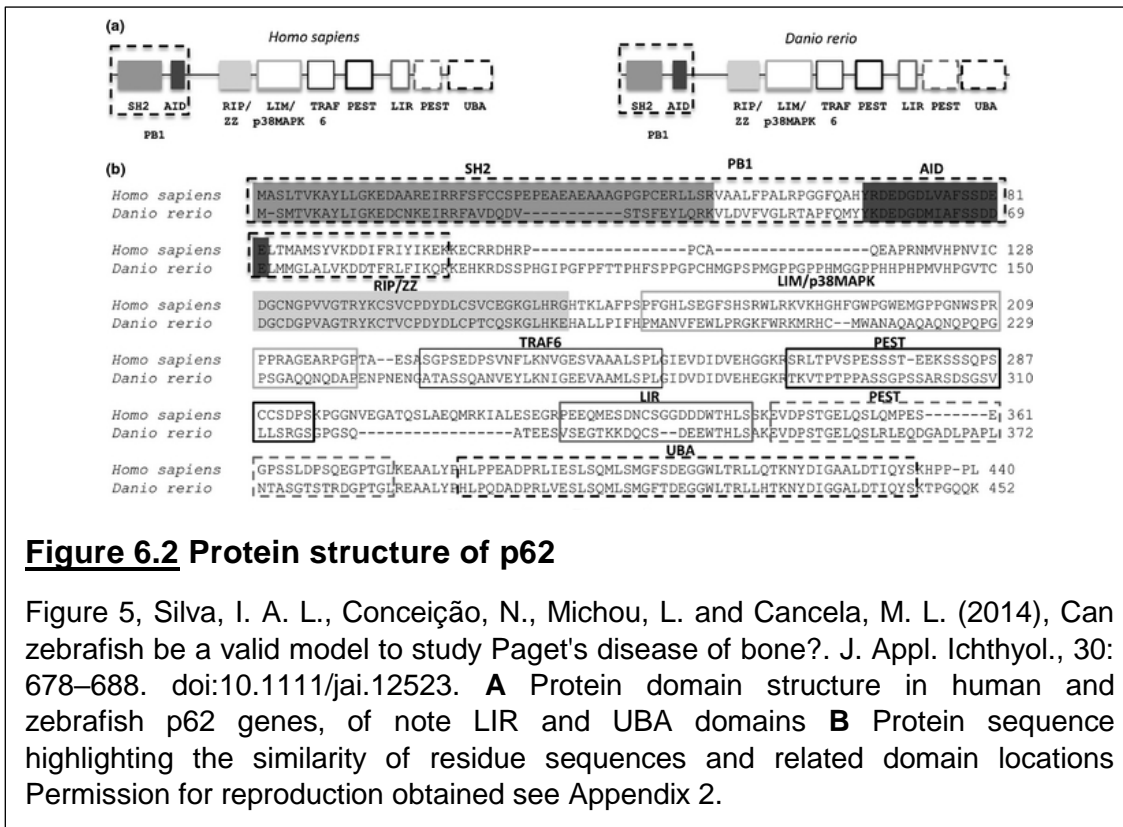 (a)
Homo sapiens
Danio rerio
SH2 AID RIP/ZZ LIM/p38MAPK TRAF6 PEST LIR PEST UBA
PB1
SH2 AID RIP/ZZ LIM/p38MAPK TRAF6 PEST LIR PEST UBA
PB1
(b)
SH2 PB1 AID
Homo sapiens MASLTVKAYLLGKEDAAREIRRFSFCCSPEPEAEAEAAAGPGPCERLLSRVAALFPALRPGGFQAHYRDEDGDLVAFSSDE 81
Danio rerio M-SMTVKAYLIGKEDCNKEIRRFAVDQDV------------STSFEYLQRKVLDVFVGLRTAPFQMYYKDEDGDMIAFSSDD 69
Homo sapiens ELTMAMSYVKDDIFRIYIKEKKECRRDHRP-----------------PCA-----------------QEAPRNMVHPNVIC 128
Danio rerio ELMMGLALVKDDTFRLFIKQRKEHKRDSSPHGIPGFPFTTPHFSPPGPCHMGPSPMGPPGPPHMGGPPHHPHPMVHPGVTC 150
RIP/ZZ LIM/p38MAPK
Homo sapiens DGCNGPVVGTRYKCSVCPDYDLCSVCEGKGLHRGHTKLAFPSPFGHLSEGFSHSRWLRKVKHGHFGWPGWEMGPPGNWSPR 209
Danio rerio DGCDGPVAGTRYKCTVCPDYDLCPTCQSKGLHKEHALLPIFHPMANVFEWLPRGKFWRKMRHC--MWANAQAQAQNQPQPG 229
TRAF6 PEST
Homo sapiens PPRAGEARPGPTA--ESASGPSEDPSVNFLKNVGESVAAALSPLGIEVDIDVEHGGKRSRLTPVSPESSST-EEKSSSQPS 287
Danio rerio PSGAQQNQDAPENPNENGATASSQANVEYLKNIGEEVAAMLSPLGIDVDIDVEHEGKRTKVTPTPPASSGPSSARSDSGSV 310
LIR PEST
Homo sapiens CCSDPSKPGGNVEGATQSLAEQMRKIALESEGRPEEQMESDNCSGGDDDWTHLSSKEVDPSTGELQSLQMPES-------E 361
Danio rerio LLSRGSGPGSQ----------------ATEESVSEGTKKDQCS--DEEWTHLSAKEVDPSTGELQSLRLEQDGADLPAPL 372
UBA
Homo sapiens GPSSLDPSQEGPTGLKEAALYPHLPPEADPRLIESLSQMLSMGFSDEGGWLTRLLQTKNYDIGAALDTIQYSKHPP-PL 440
Danio rerio NTASGTSTRDGPTGLREAALYPHLPQDADPRLVESLSQMLSMGFTDEGGWLTRLLHTKNYDIGGALDTIQYSKTPGQQK 452
Figure 6.2 Protein structure of p62
Figure 5, Silva, I. A. L., Conceição, N., Michou, L. and Cancela, M. L. (2014), Can
zebrafish be a valid model to study Paget's disease of bone?. J. Appl. Ichthyol., 30:
678–688. doi:10.1111/jai.12523. A Protein domain structure in human and
zebrafish p62 genes, of note LIR and UBA domains B Protein sequence
highlighting the similarity of residue sequences and related domain locations
Permission for reproduction obtained see Appendix 2.